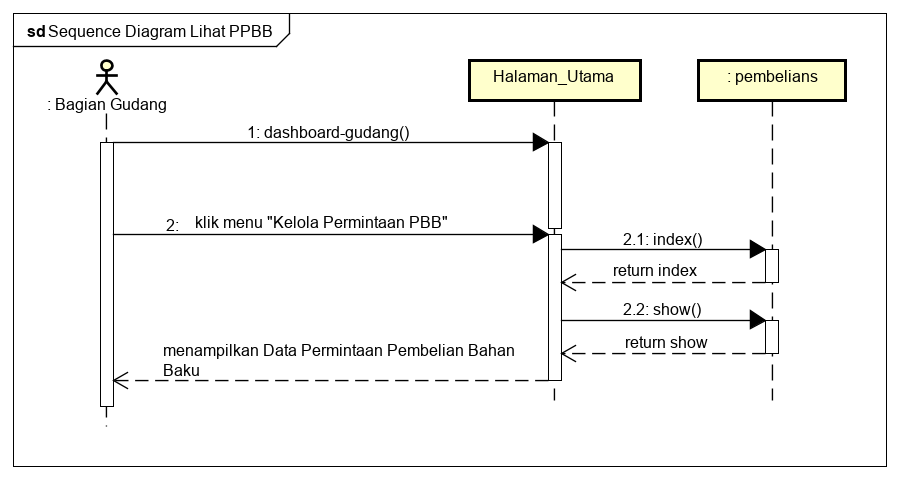 sd Sequence Diagram Lihat PPBB
: Bagian Gudang
Halaman_Utama
: pembelians
1: dashboard-gudang()
2: klik menu "Kelola Permintaan PBB"
2.1: index()
return index
2.2: show()
return show
menampilkan Data Permintaan Pembelian Bahan
Baku